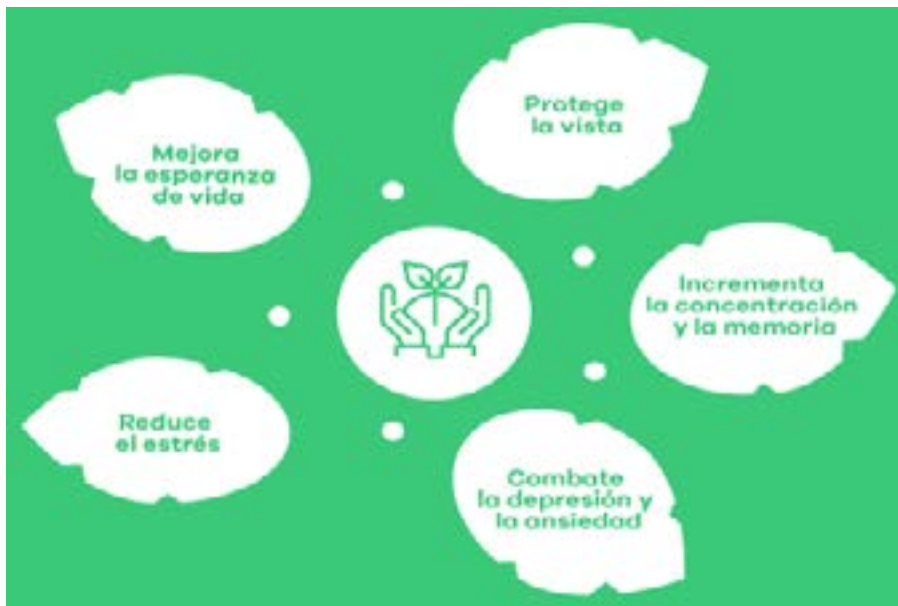 Mejora
la esperanza
de vida
Protege
la vista
Incrementa
la concentración
y la memoria
Reduce
el estrés
Combate
la depresión y
la ansiedad